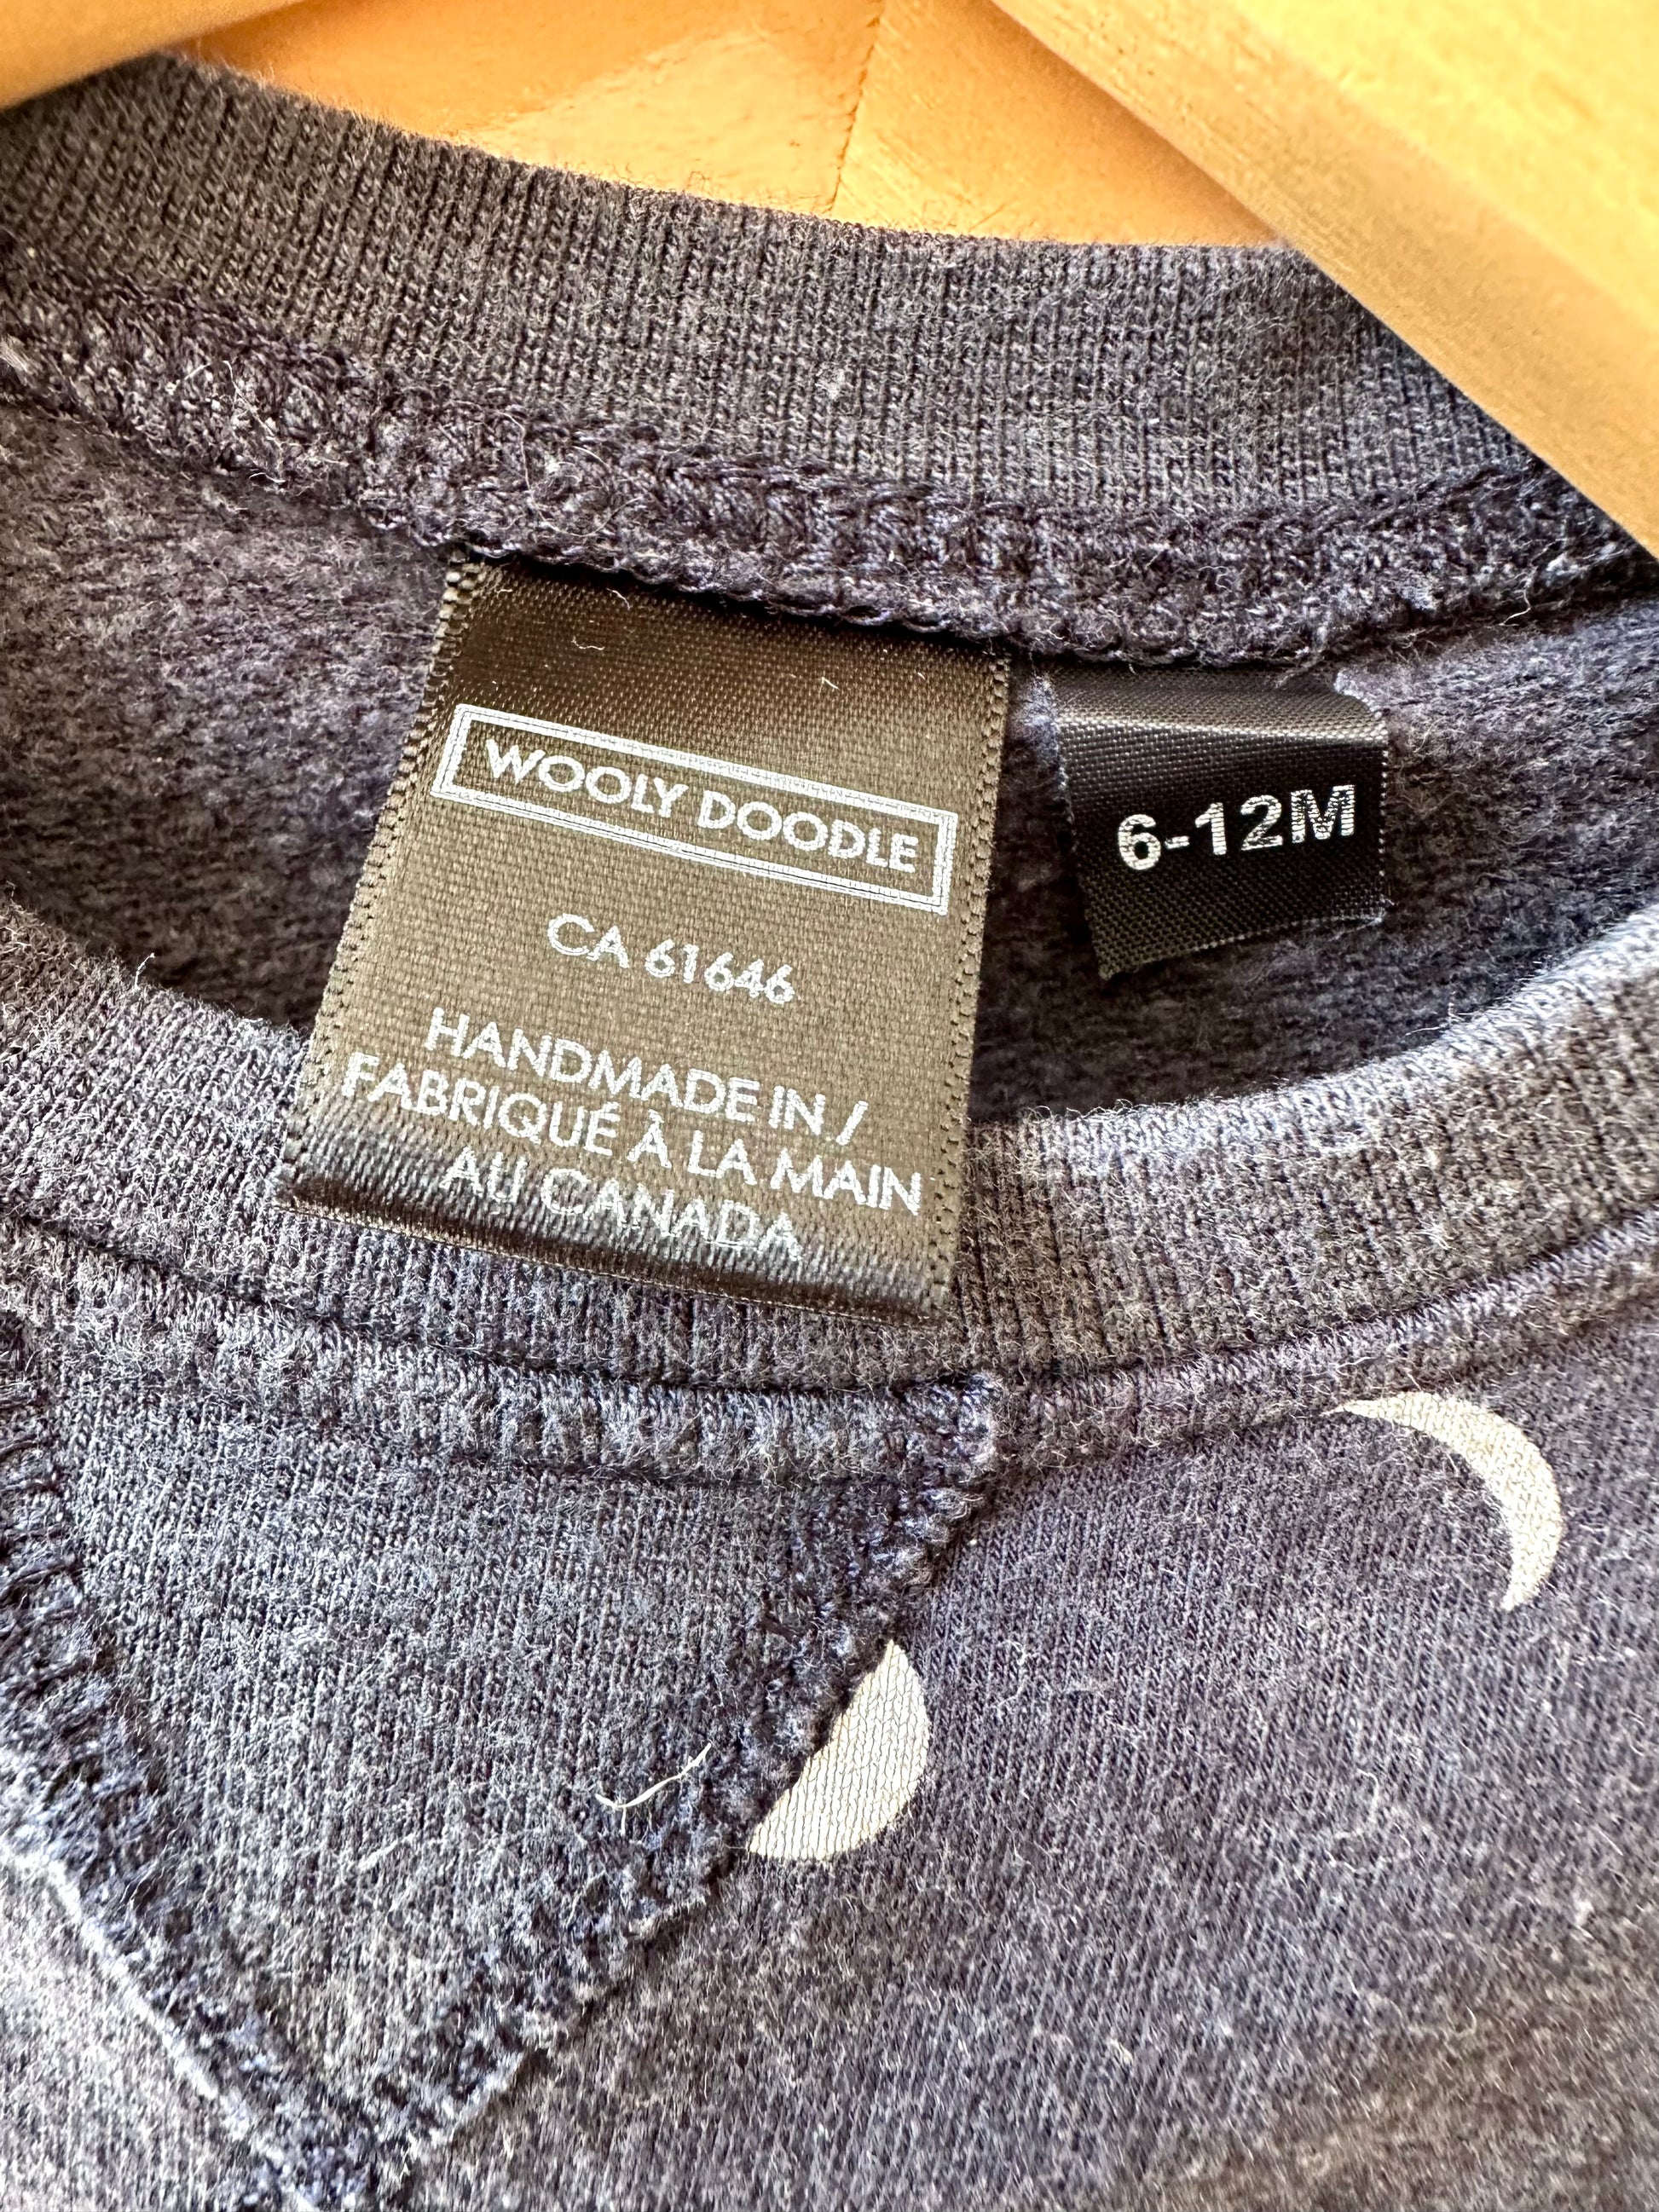 WOOLY DOODLE
CA 61646
HANDMADE IN /
FABRIQUÉ À LA MAIN
AU CANADA
6-12M